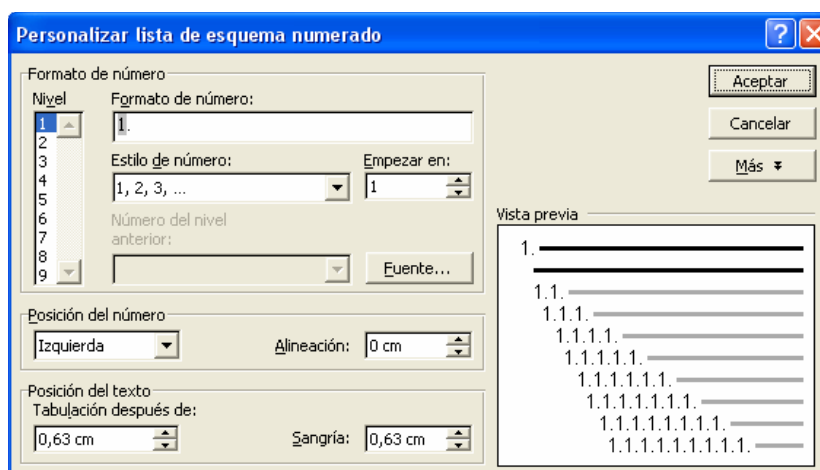 Personalizar lista de esquema numerado
Formato de número
Nivel
Formato de número:
1
2
3
4
5
6
7
8
9
1.
Estilo de número:
Empezar en:
1, 2, 3, ...
1
Número del nivel
anterior:
Fuente...
Posición del número
Izquierda
Alineación:
0 cm
Posición del texto
Tabulación después de:
0,63 cm
Sangría:
0,63 cm
Aceptar
Cancelar
Más
Vista previa
1.
1.1.
1.1.1.
1.1.1.1.
1.1.1.1.1.
1.1.1.1.1.1.
1.1.1.1.1.1.1.
1.1.1.1.1.1.1.1.
1.1.1.1.1.1.1.1.1.